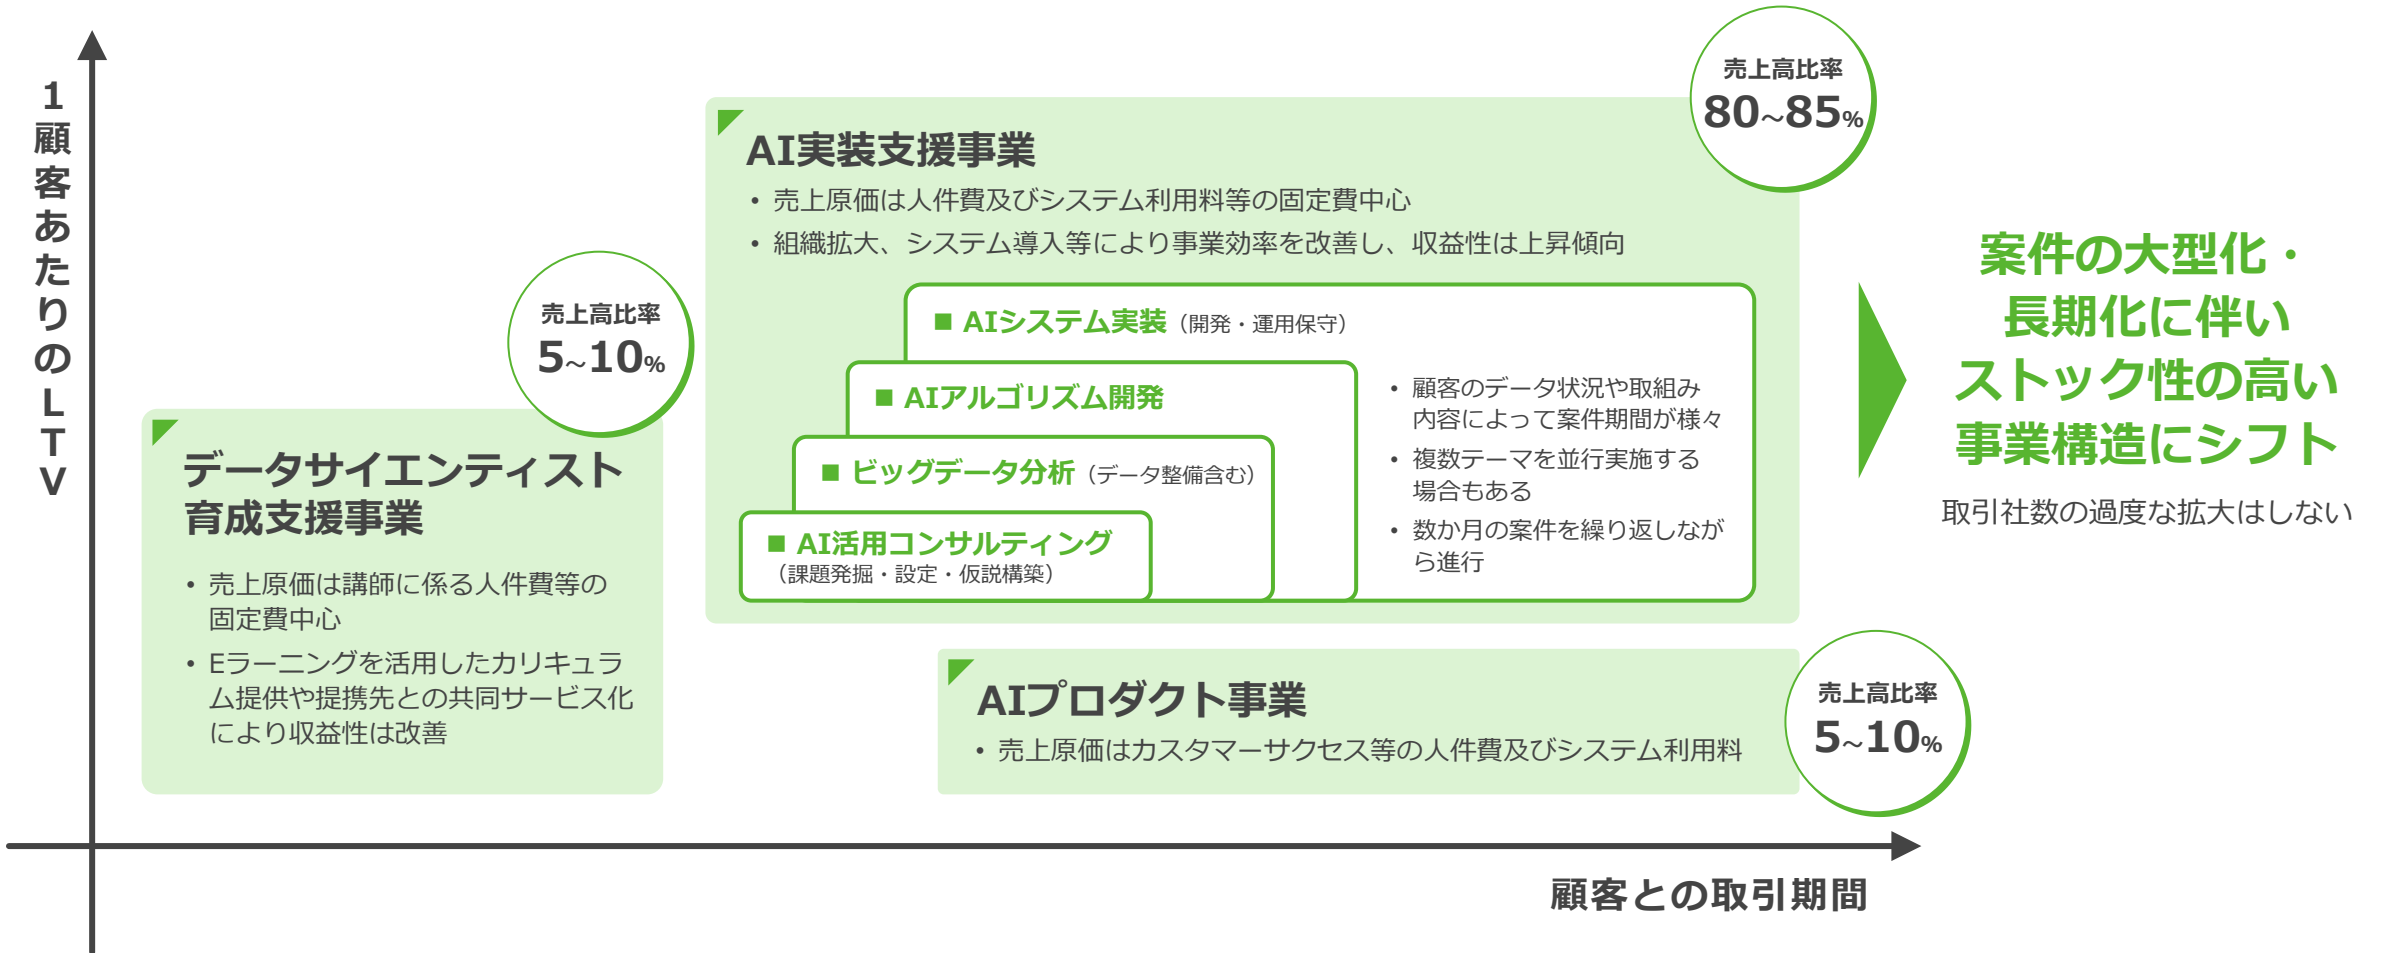 1顧客あたりのLTV
データサイエンティスト
育成支援事業
• 売上原価は講師に係る人件費等の
固定費中心
• Eラーニングを活用したカリキュラ
ム提供や提携先との共同サービス化
により収益性は改善
売上高比率
5~10%
AI実装支援事業
• 売上原価は人件費及びシステム利用料等の固定費中心
• 組織拡大、システム導入等により事業効率を改善し、収益性は上昇傾向
売上高比率
80~85%
■ AIシステム実装（開発・運用保守）
■ AIアルゴリズム開発
■ ビッグデータ分析（データ整備含む）
■ AI活用コンサルティング
（課題発掘・設定・仮説構築）
• 顧客のデータ状況や取組み
内容によって案件期間が様々
• 複数テーマを並行実施する
場合もある
• 数か月の案件を繰り返しなが
ら進行
AIプロダクト事業
• 売上原価はカスタマーサクセス等の人件費及びシステム利用料
売上高比率
5~10%
顧客との取引期間
案件の大型化・
長期化に伴い
ストック性の高い
事業構造にシフト
取引社数の過度な拡大はしない